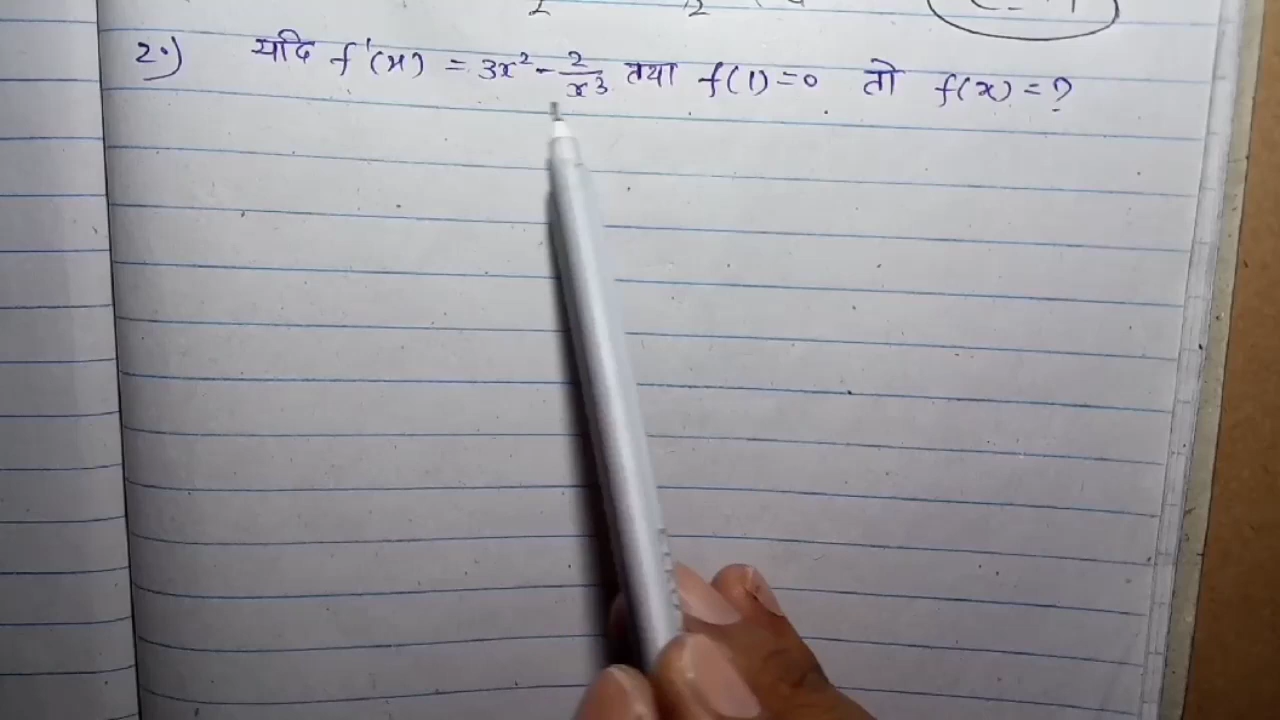 2.) यदि f'(x) = 3x² - 2/x³ तथा f(1) = 0 तो f(x) = ?